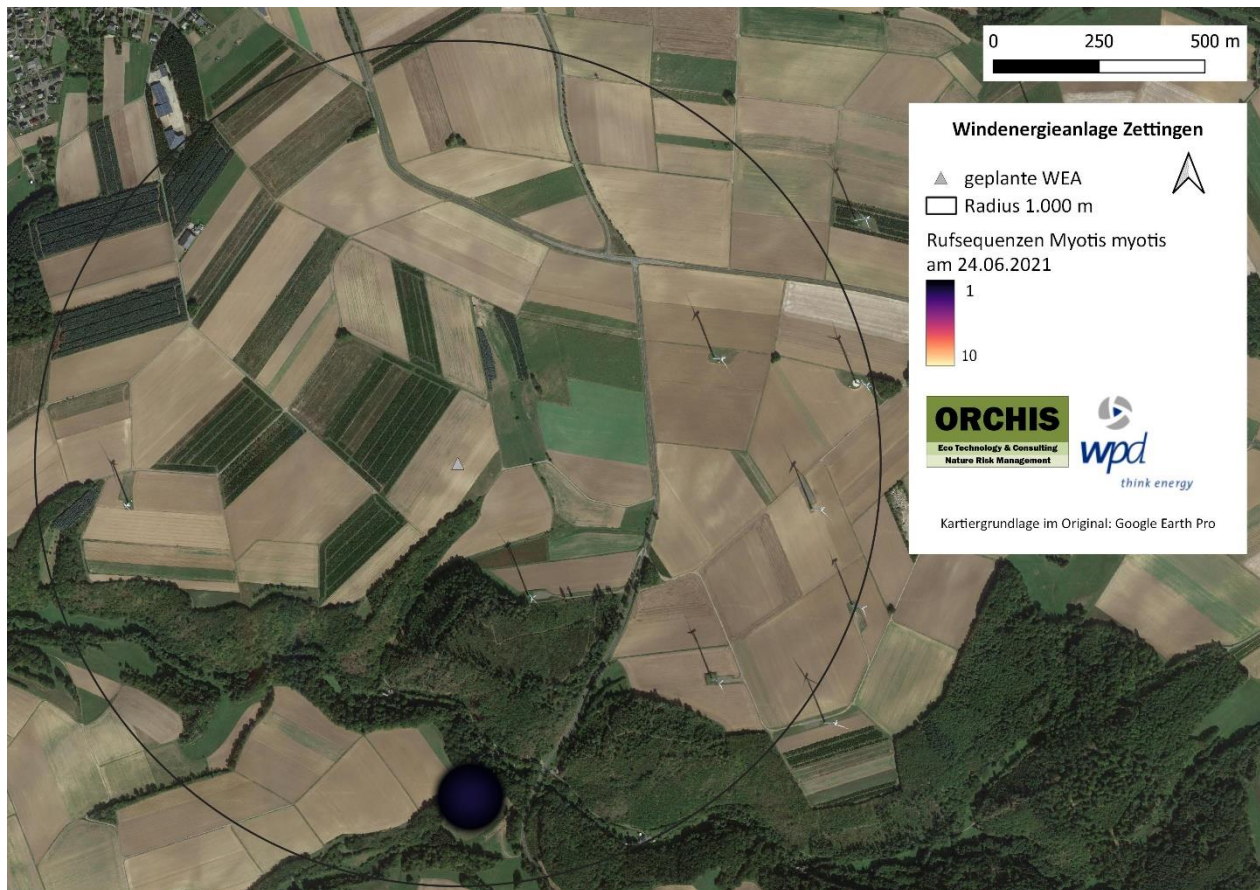 0 250 500 m
Windenergieanlage Zettingen
geplante WEA
Radius 1.000 m
Rufsequenzen Myotis myotis
am 24.06.2021
1
10
ORCHIS
Eco Technology & Consulting
Nature Risk Management
wpd
think energy
Kartiergrundlage im Original: Google Earth Pro